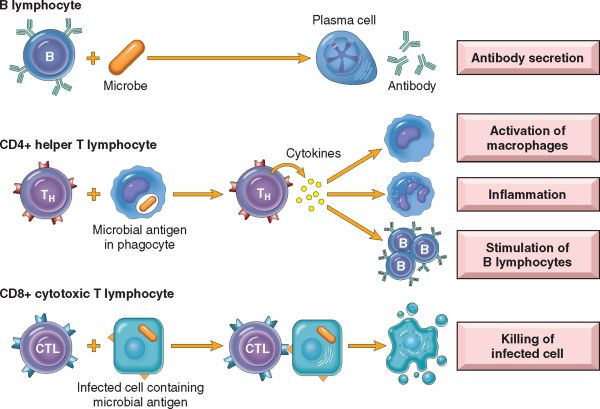 B lymphocyte
Plasma cell
B
+
Microbe
Antibody
Antibody secretion
CD4+ helper T lymphocyte
Cytokines
Activation of
macrophages
TH
+
TH
Inflammation
Microbial antigen
in phagocyte
B
B
B
Stimulation of
B lymphocytes
CD8+ cytotoxic T lymphocyte
CTL
+
CTL
Killing of
infected cell
Infected cell containing
microbial antigen